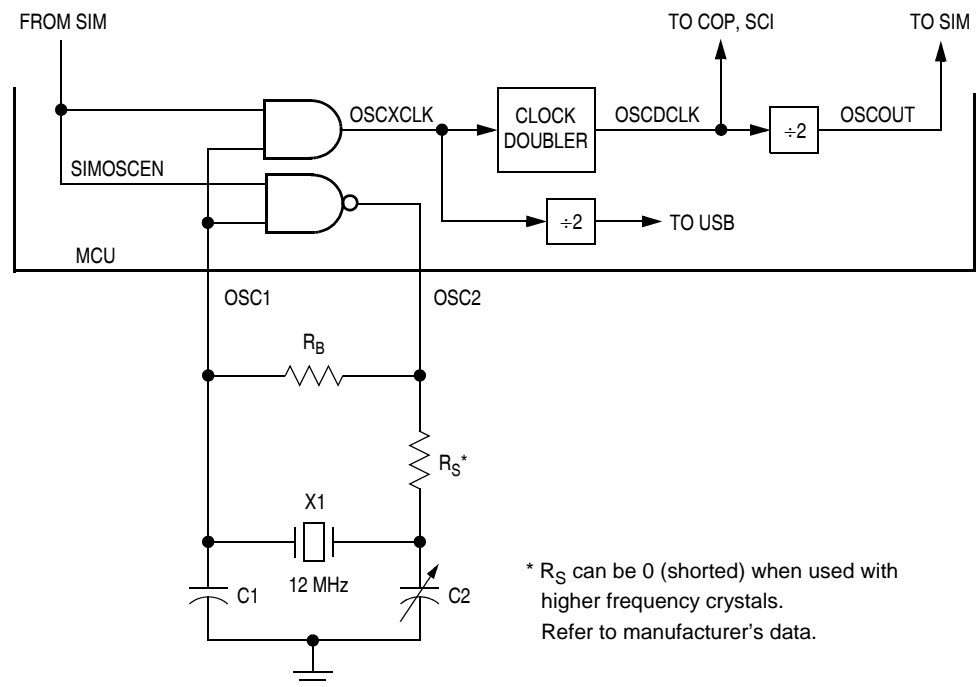 FROM SIM
TO COP, SCI
TO SIM
OSCXCLK
CLOCK
DOUBLER
OSCDCLK
÷2
OSCOUT
SIMOSCEN
÷2
TO USB
MCU
OSC1
OSC2
RB
RS*
X1
12 MHz
C1
C2
* RS can be 0 (shorted) when used with
higher frequency crystals.
Refer to manufacturer's data.